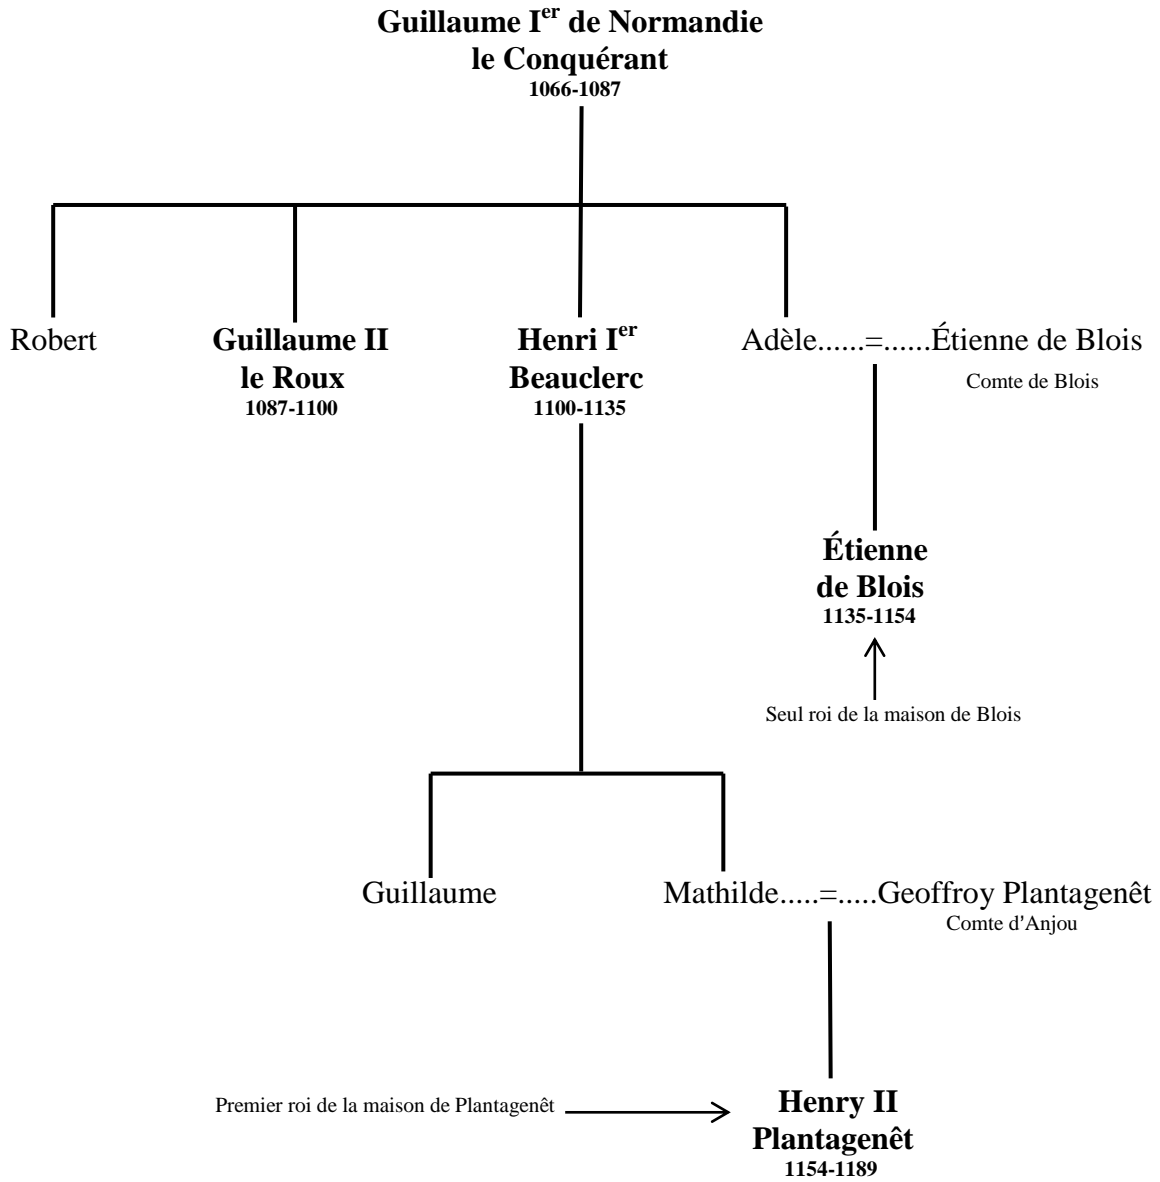 Guillaume Ier de Normandie
le Conquérant
1066-1087
Robert
Guillaume II
le Roux
1087-1100
Henri Ier
Beauclerc
1100-1135
Adèle......=......Étienne de Blois
Comte de Blois
Étienne
de Blois
1135-1154
Seul roi de la maison de Blois
Guillaume
Mathilde.....=.....Geoffroy Plantagenêt
Comte d'Anjou
Premier roi de la maison de Plantagenêt
Henry II
Plantagenêt
1154-1189